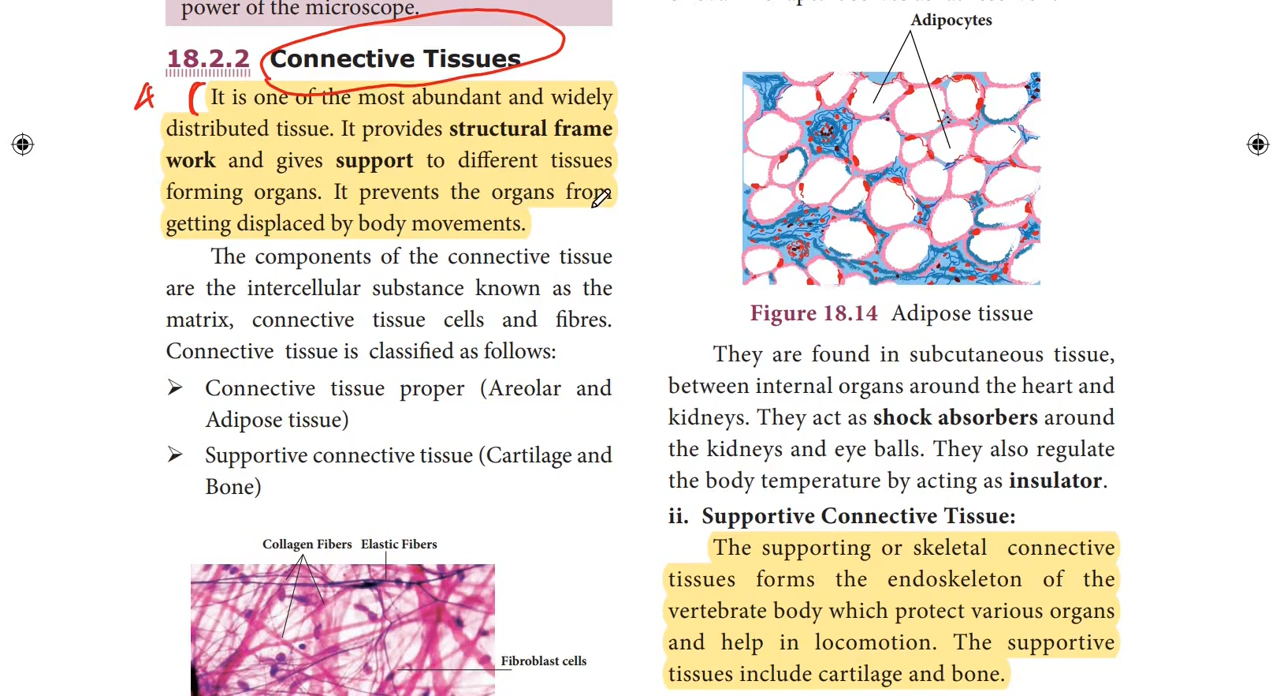 power of the microscope.
18.2.2 Connective Tissues
4 ( It is one of the most abundant and widely
distributed tissue. It provides structural frame
work and gives support to different tissues
forming organs. It prevents the organs from
getting displaced by body movements.
The components of the connective tissue
are the intercellular substance known as the
matrix, connective tissue cells and fibres.
Connective tissue is classified as follows:
➢ Connective tissue proper (Areolar and
Adipose tissue)
➢ Supportive connective tissue (Cartilage and
Bone)
Collagen Fibers Elastic Fibers
Fibroblast cells
Adipocytes
Figure 18.14 Adipose tissue
They are found in subcutaneous tissue,
between internal organs around the heart and
kidneys. They act as shock absorbers around
the kidneys and eye balls. They also regulate
the body temperature by acting as insulator.
ii. Supportive Connective Tissue:
The supporting or skeletal connective
tissues forms the endoskeleton of the
vertebrate body which protect various organs
and help in locomotion. The supportive
tissues include cartilage and bone.